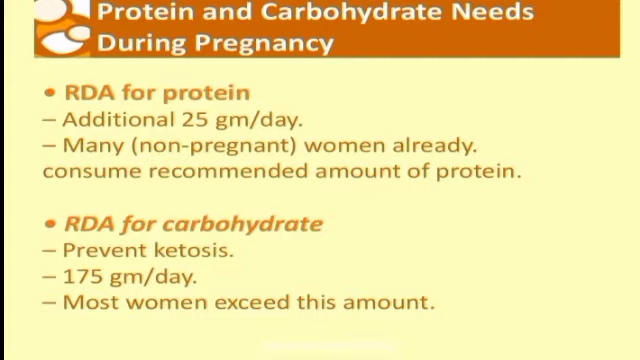 Protein and Carbohydrate Needs
During Pregnancy
• RDA for protein
– Additional 25 gm/day.
– Many (non-pregnant) women already.
consume recommended amount of protein.
• RDA for carbohydrate
– Prevent ketosis.
– 175 gm/day.
– Most women exceed this amount.